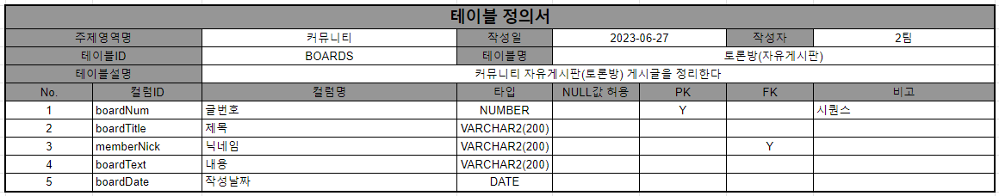 테이블 정의서
주제영역명 커뮤니티 작성일 2023-06-27 작성자 2팀
테이블ID BOARDS 테이블명 토론방(자유게시판)
테이블설명 커뮤니티 자유게시판(토론방) 게시글을 정리한다
No. 컬럼ID 컬럼명 타입 NULL값 허용 PK FK 비고
1 boardNum 글번호 NUMBER Y 시퀀스
2 boardTitle 제목 VARCHAR2(200)
3 memberNick 닉네임 VARCHAR2(200) Y
4 boardText 내용 VARCHAR2(200)
5 boardDate 작성날짜 DATE